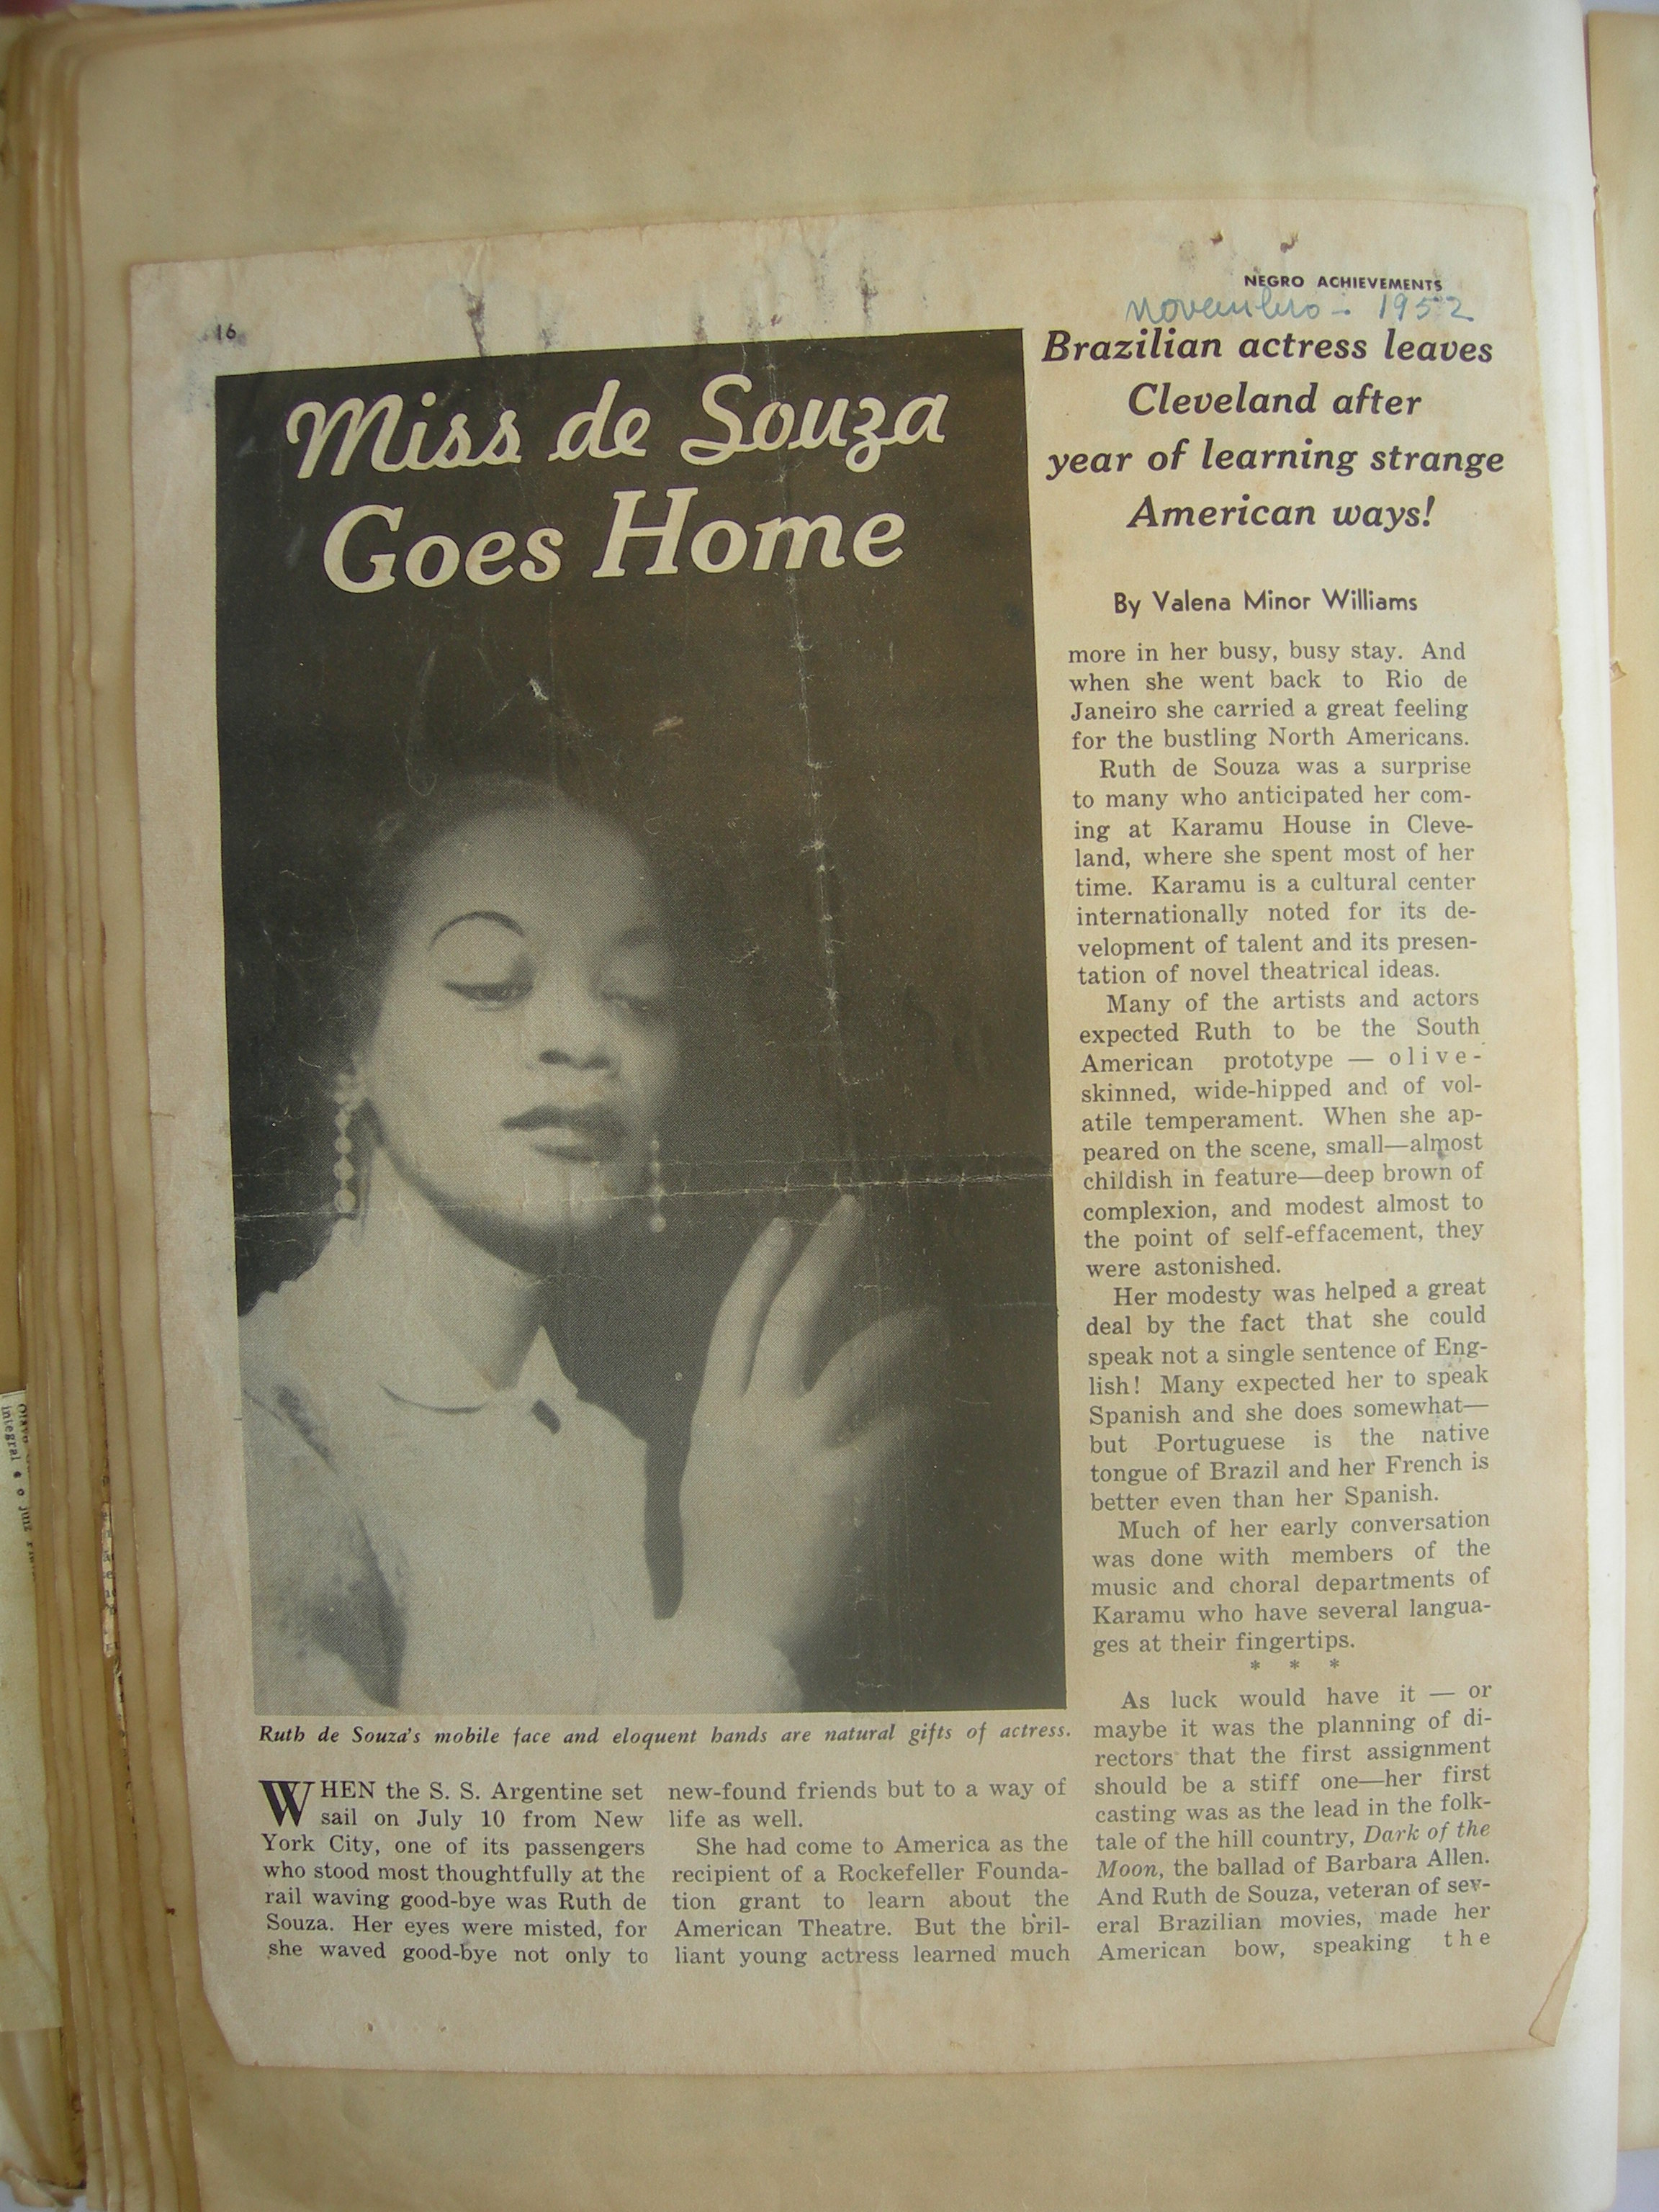 16
NEGRO ACHIEVEMENTS
novembro - 1952
Miss de Souza
Goes Home
Brazilian actress leaves
Cleveland after
year of learning strange
American ways!
By Valena Minor Williams
Ruth de Souza's mobile face and eloquent hands are natural gifts of actress.
WHEN the S. S. Argentine set
sail on July 10 from New
York City, one of its passengers
who stood most thoughtfully at the
rail waving good-bye was Ruth de
Souza. Her eyes were misted, for
she waved good-bye not only to
new-found friends but to a way of
life as well.
She had come to America as the
recipient of a Rockefeller Founda-
tion grant to learn about the
American Theatre. But the bril-
liant young actress learned much
more in her busy, busy stay. And
when she went back to Rio de
Janeiro she carried a great feeling
for the bustling North Americans.
Ruth de Souza was a surprise
to many who anticipated her com-
ing at Karamu House in Cleve-
land, where she spent most of her
time. Karamu is a cultural center
internationally noted for its de-
velopment of talent and its presen-
tation of novel theatrical ideas.
Many of the artists and actors
expected Ruth to be the South
American prototype — olive-
skinned, wide-hipped and of vol-
atile temperament. When she ap-
peared on the scene, small—almost
childish in feature—deep brown of
complexion, and modest almost to
the point of self-effacement, they
were astonished.
Her modesty was helped a great
deal by the fact that she could
speak not a single sentence of Eng-
lish! Many expected her to speak
Spanish and she does somewhat—
but Portuguese is the native
tongue of Brazil and her French is
better even than her Spanish.
Much of her early conversation
was done with members of the
music and choral departments of
Karamu who have several langua-
ges at their fingertips.
* * *
As luck would have it — or
maybe it was the planning of di-
rectors that the first assignment
should be a stiff one—her first
casting was as the lead in the folk-
tale of the hill country, Dark of the
Moon, the ballad of Barbara Allen.
And Ruth de Souza, veteran of sev-
eral Brazilian movies, made her
American bow, speaking the
integral